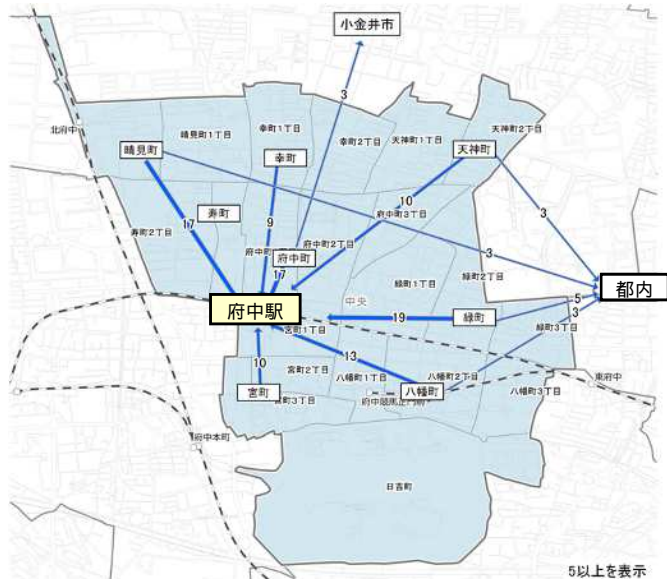 小金井市
3
北府中
晴見町1丁目
幸町1丁目
幸町2丁目
天神町1丁目
天神町2丁目
晴見町
幸町
天神町
10
寿町
府中町3丁目
17
9
3
寿町2丁目
府中町2丁目
3
府中町
17
緑町1丁目
緑町2丁目
都内
中央
5
3
府中駅
19
緑町
緑町3丁目
宮町1丁目
10
13
宮町2丁目
八幡町1丁目
八幡町2丁目
東府中
宮町
八幡町
八幡町3丁目
町3丁目
府中競馬正門前
府中本町
日吉町
5以上を表示